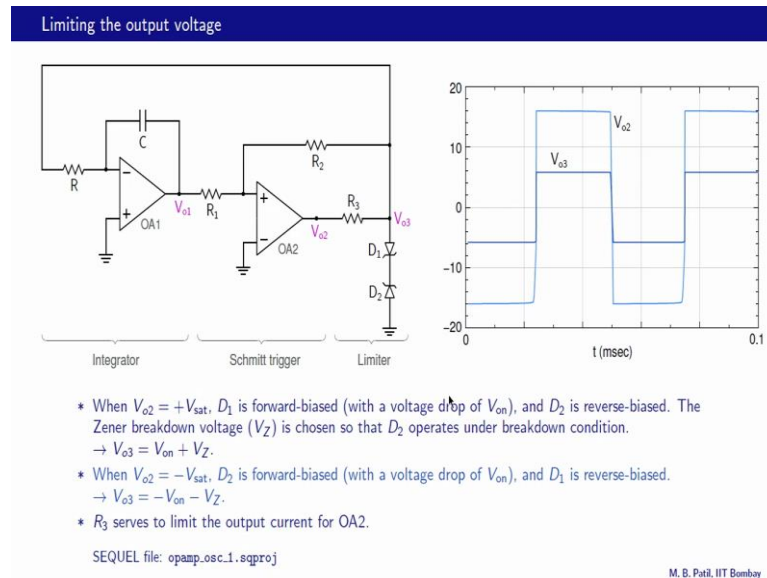 Limiting the output voltage
C
R
OA1
V_o1
R_1
R_2
OA2
V_o2
R_3
V_o3
D_1
D_2
Integrator
Schmitt trigger
Limiter
20
10
0
−10
−20
V_o2
V_o3
0
0.1
t (msec)
* When V_o2 = +V_sat, D_1 is forward-biased (with a voltage drop of V_on), and D_2 is reverse-biased. The
Zener breakdown voltage (V_Z) is chosen so that D_2 operates under breakdown condition.
→ V_o3 = V_on + V_Z.
* When V_o2 = −V_sat, D_2 is forward-biased (with a voltage drop of V_on), and D_1 is reverse-biased.
→ V_o3 = −V_on − V_Z.
* R_3 serves to limit the output current for OA2.
SEQUEL file: opamp_osc_1.sqproj
M. B. Patil, IIT Bombay